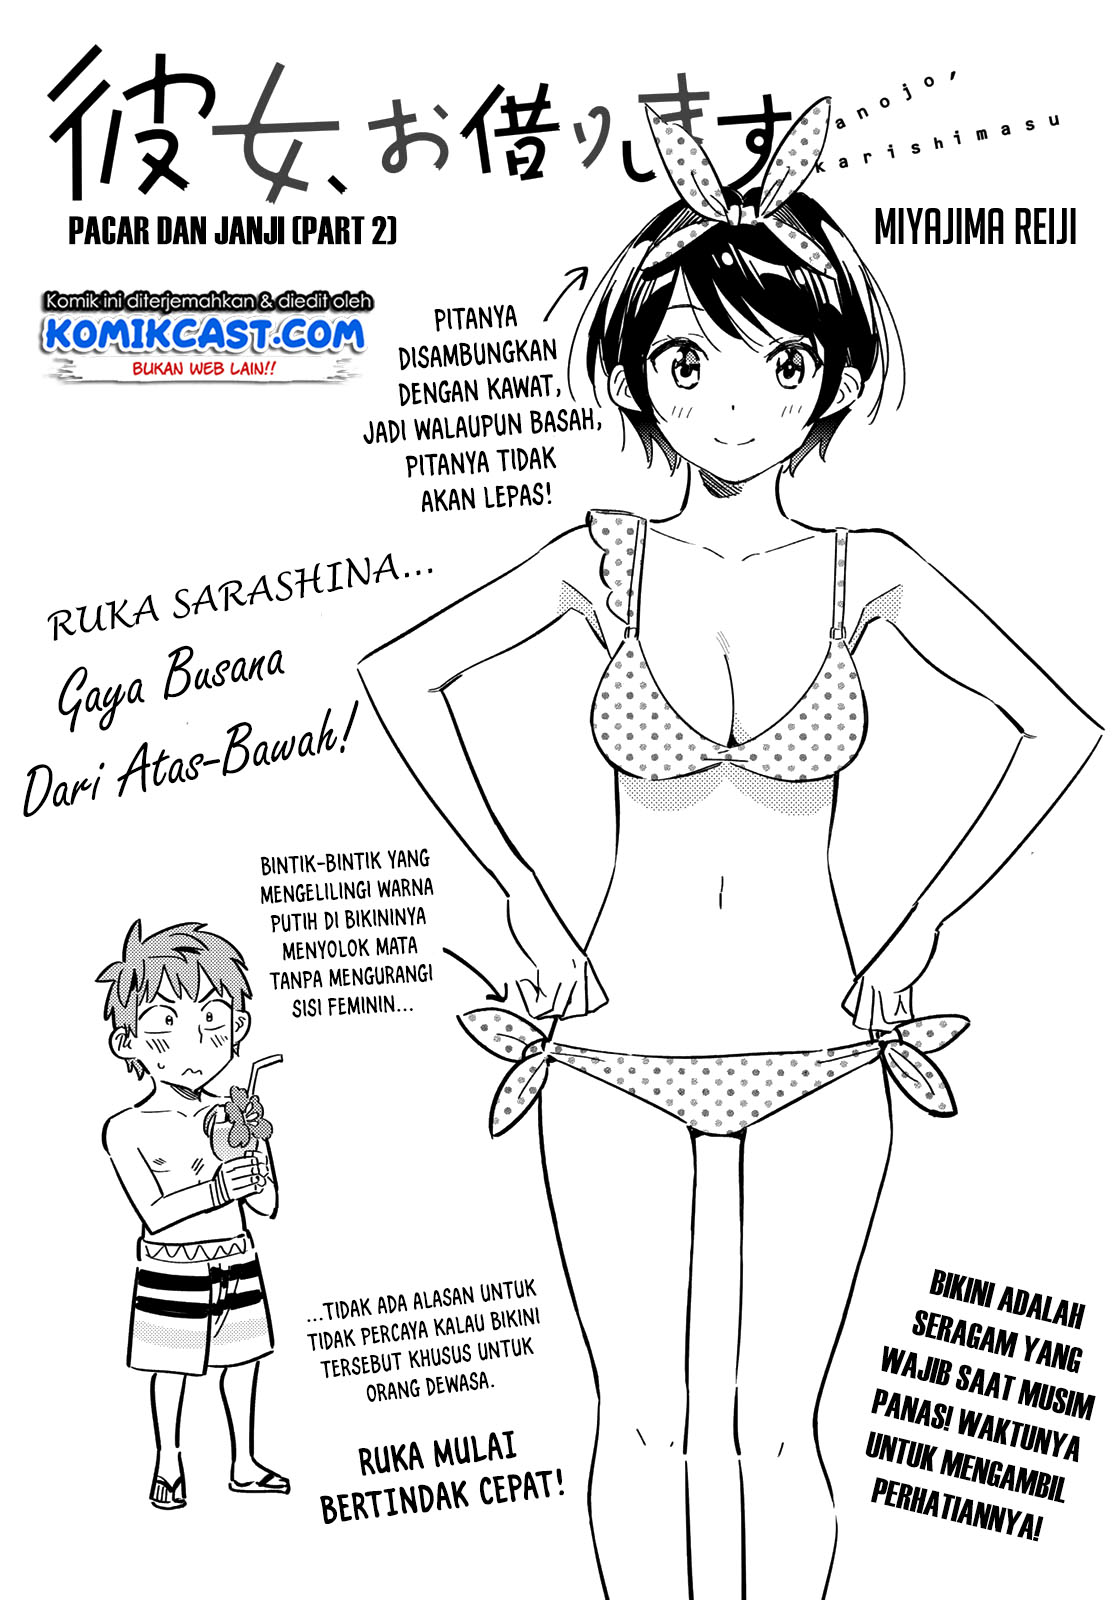 彼女、お借りします
kanojo,
karishimasu
PACAR DAN JANJI (PART 2)
MIYAJIMA REIJI
Komik ini diterjemahkan & diedit oleh
KOMIKCAST.COM
BUKAN WEB LAIN!!
PITANYA
DISAMBUNGKAN
DENGAN KAWAT,
JADI WALAUPUN BASAH,
PITANYA TIDAK
AKAN LEPAS!
RUKA SARASHINA...
Gaya Busana
Dari Atas-Bawah!
BINTIK-BINTIK YANG
MENGELILINGI WARNA
PUTIH DI BIKININYA
MENYOLOK MATA
TANPA MENGURANGI
SISI FEMININ...
...TIDAK ADA ALASAN UNTUK
TIDAK PERCAYA KALAU BIKINI
TERSEBUT KHUSUS UNTUK
ORANG DEWASA.
RUKA MULAI
BERTINDAK CEPAT!
BIKINI ADALAH
SERAGAM YANG
WAJIB SAAT MUSIM
PANAS! WAKTUNYA
UNTUK MENGAMBIL
PERHATIANNYA!